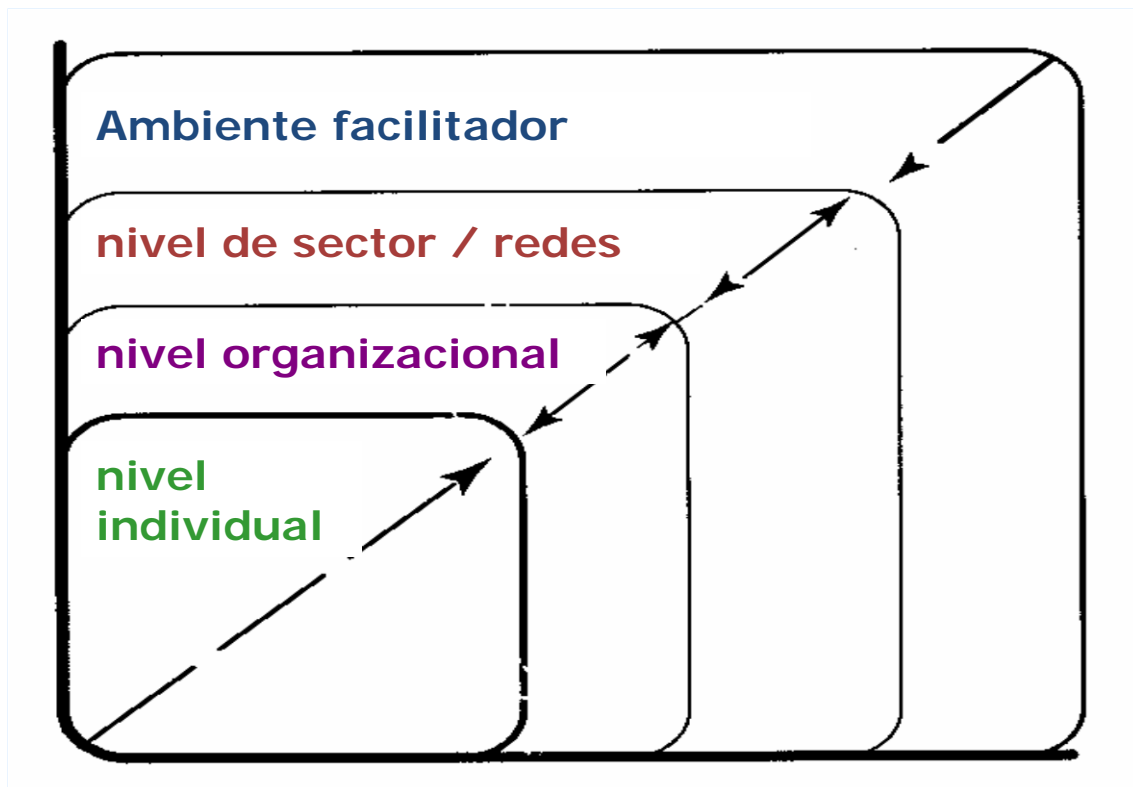 Ambiente facilitador
nivel de sector / redes
nivel organizacional
nivel
individual